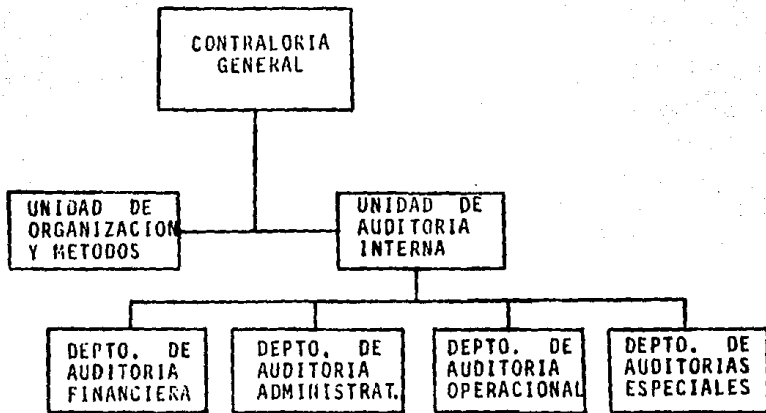 CONTRALORIA
GENERAL
UNIDAD DE
ORGANIZACION
Y METODOS
UNIDAD DE
AUDITORIA
INTERNA
DEPTO. DE
AUDITORIA
FINANCIERA
DEPTO. DE
AUDITORIA
ADMINISTRAT.
DEPTO. DE
AUDITORIA
OPERACIONAL
DEPTO. DE
AUDITORIAS
ESPECIALES